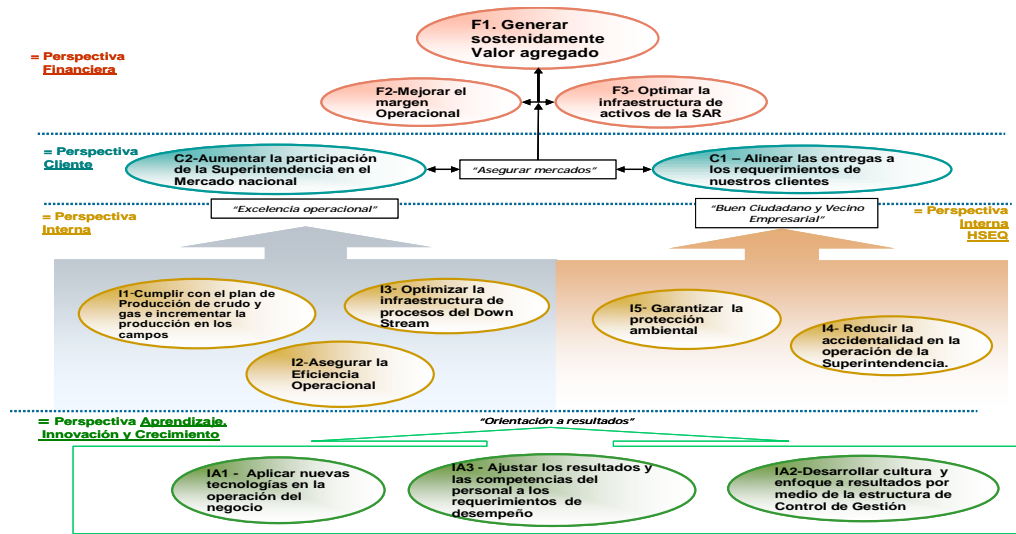 F1. Generar
sostenidamente
Valor agregado
= Perspectiva
Financiera
F2-Mejorar el
margen
Operacional
F3- Optimar la
infraestructura de
activos de la SAR
= Perspectiva
Cliente
C2-Aumentar la participación
de la Superintendencia en el
Mercado nacional
"Asegurar mercados"
C1 – Alinear las entregas a
los requerimientos de
nuestros clientes
= Perspectiva
Interna
"Excelencia operacional"
"Buen Ciudadano y Vecino
Empresarial"
= Perspectiva
Interna
HSEQ
I1-Cumplir con el plan de
Producción de crudo y
gas e incrementar la
producción en los
campos
I3- Optimizar la
infraestructura de
procesos del Down
Stream
I2-Asegurar la
Eficiencia
Operacional
I5- Garantizar la
protección
ambiental
I4- Reducir la
accidentalidad en la
operación de la
Superintendencia.
= Perspectiva Aprendizaje,
Innovación y Crecimiento
"Orientación a resultados"
IA1 - Aplicar nuevas
tecnologías en la
operación del
negocio
IA3 - Ajustar los resultados y
las competencias del
personal a los
requerimientos de
desempeño
IA2-Desarrollar cultura y
enfoque a resultados por
medio de la estructura de
Control de Gestión